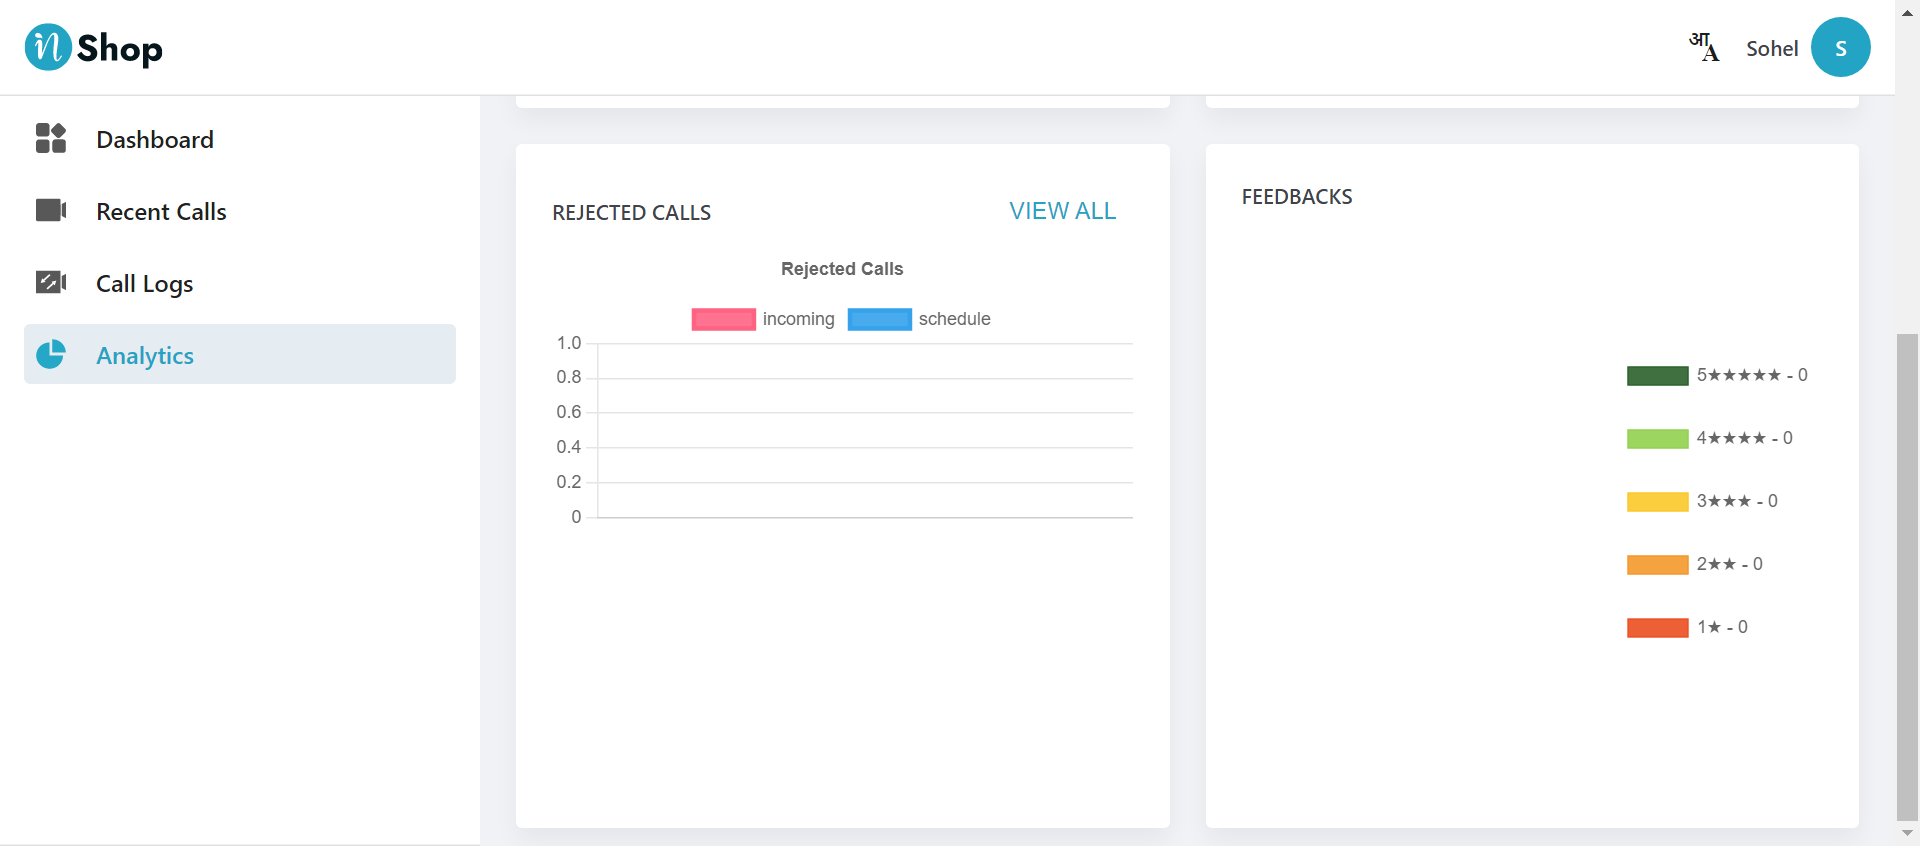 in Shop
आA
Sohel
S
Dashboard
Recent Calls
Call Logs
Analytics
REJECTED CALLS
VIEW ALL
Rejected Calls
incoming
schedule
1.0
0.8
0.6
0.4
0.2
0
FEEDBACKS
5★★★★★ - 0
4★★★★ - 0
3★★★ - 0
2★★ - 0
1★ - 0